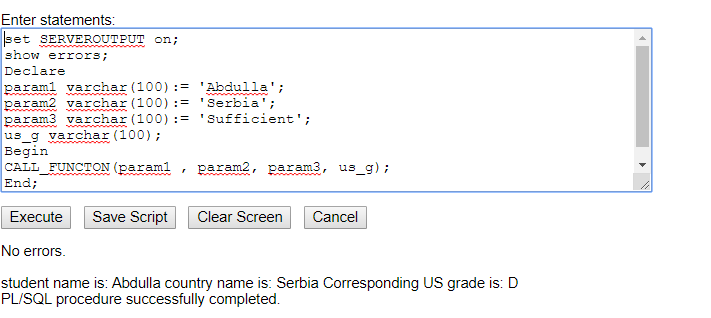 Enter statements:
set SERVEROUTPUT on;
show errors;
Declare
param1 varchar(100):= 'Abdulla';
param2 varchar(100):= 'Serbia';
param3 varchar(100):= 'Sufficient';
us_g varchar(100);
Begin
CALL_FUNCTON(param1 , param2, param3, us_g);
End;
Execute Save Script Clear Screen Cancel
No errors.
student name is: Abdulla country name is: Serbia Corresponding US grade is: D
PL/SQL procedure successfully completed.